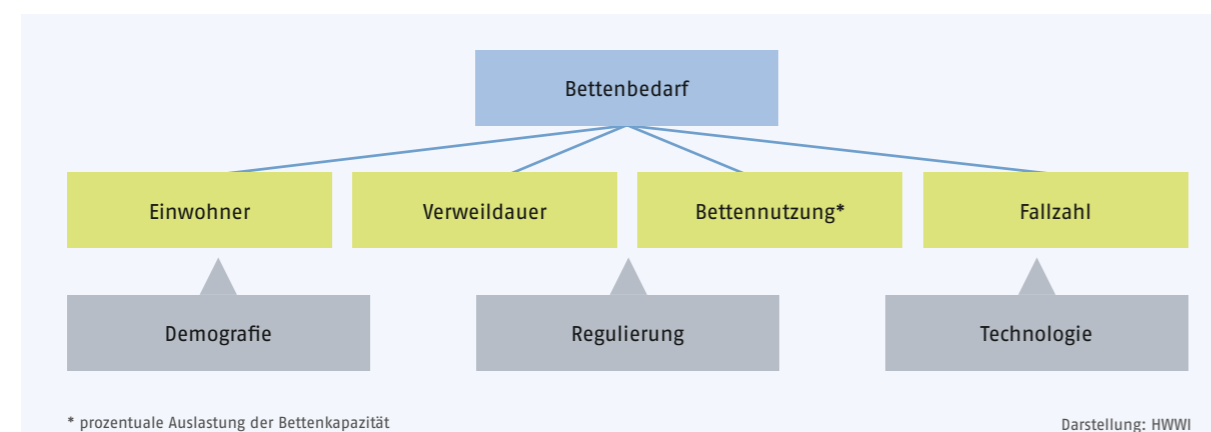 Bettenbedarf
Einwohner
Verweildauer
Bettennutzung*
Fallzahl
Demografie
Regulierung
Technologie
* prozentuale Auslastung der Bettenkapazität
Darstellung: HWWI